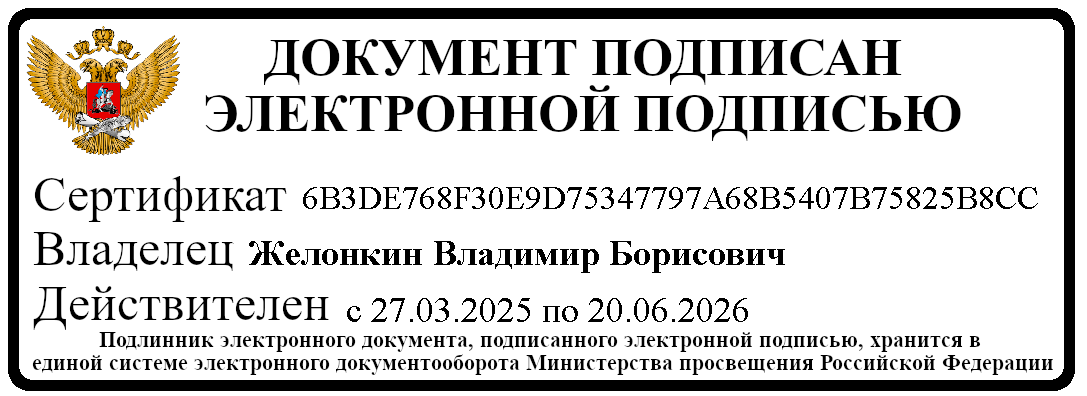 ДОКУМЕНТ ПОДПИСАН
ЭЛЕКТРОННОЙ ПОДПИСЬЮ
Сертификат 6B3DE768F30E9D75347797A68B5407B75825B8CC
Владелец Желонкин Владимир Борисович
Действителен с 27.03.2025 по 20.06.2026
Подлинник электронного документа, подписанного электронной подписью, хранится в
единой системе электронного документооборота Министерства просвещения Российской Федерации